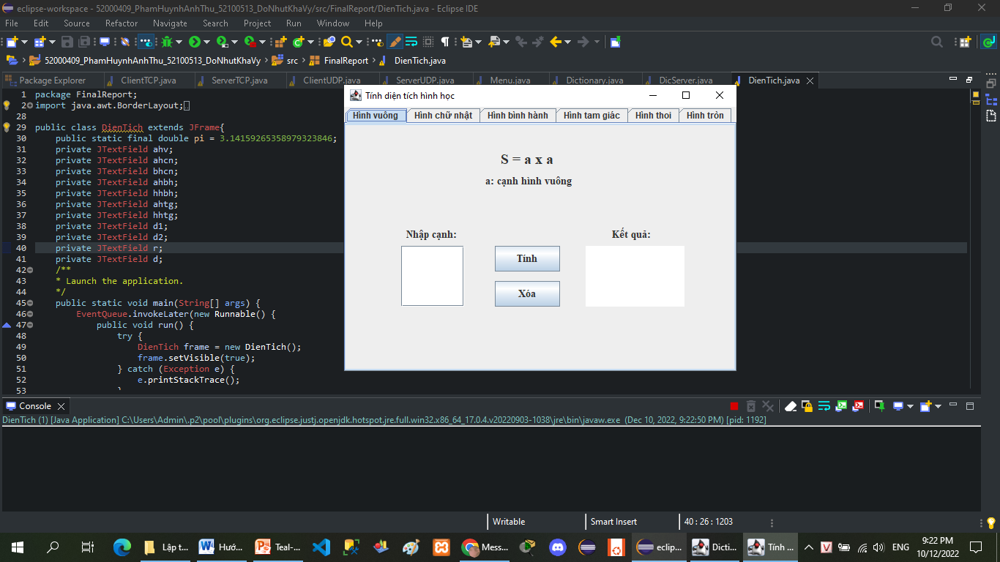 eclipse-workspace - 52000409_PhamHuynhAnhThu_52100513_DoNhutKhaVy/src/FinalReport/DienTich.java - Eclipse IDE
File Edit Source Refactor Navigate Search Project Run Window Help
52000409_PhamHuynhAnhThu_52100513_DoNhutKhaVy src FinalReport DienTich.java
Package Explorer ClientTCP.java ServerTCP.java ClientUDP.java ServerUDP.java Menu.java Dictionary.java DicServer.java DienTich.java
1 package FinalReport;
2 import java.awt.BorderLayout;
28
29 public class DienTich extends JFrame{
30 public static final double pi = 3.14159265358979323846;
31 private JTextField ahv;
32 private JTextField ahcn;
33 private JTextField bhcn;
34 private JTextField ahbh;
35 private JTextField hhbh;
36 private JTextField ahtg;
37 private JTextField hhtg;
38 private JTextField d1;
39 private JTextField d2;
40 private JTextField r;
41 private JTextField d;
42 /**
43 * Launch the application.
44 */
45 public static void main(String[] args) {
46 EventQueue.invokeLater(new Runnable() {
47 public void run() {
48 try {
49 DienTich frame = new DienTich();
50 frame.setVisible(true);
51 } catch (Exception e) {
52 e.printStackTrace();
53 }
Tính diện tích hình học
Hình vuông Hình chữ nhật Hình bình hành Hình tam giác Hình thoi Hình tròn
S = a x a
a: cạnh hình vuông
Nhập cạnh: Kết quả:
Tính
Xóa
Console
DienTich (1) [Java Application] C:\Users\Admin\.p2\pool\plugins\org.eclipse.justj.openjdk.hotspot.jre.full.win32.x86_64_17.0.4.v20220903-1038\jre\bin\javaw.exe (Dec 10, 2022, 9:22:50 PM) [pid: 1192]
Writable Smart Insert 40 : 26 : 1203
Lập t... Hướ... Teal-... Mess... eclip... Dicti... Tính ... ENG 9:22 PM
10/12/2022